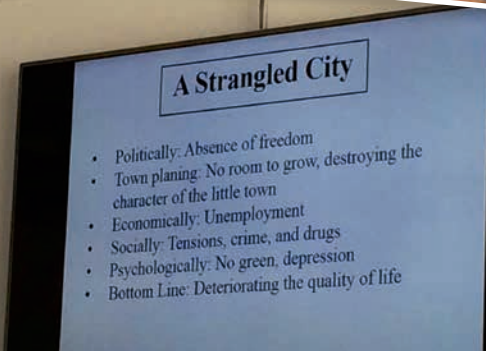 A Strangled City
• Politically: Absence of freedom
• Town planing: No room to grow, destroying the
character of the little town
• Economically: Unemployment
• Socially: Tensions, crime, and drugs
• Psychologically: No green, depression
• Bottom Line: Deteriorating the quality of life